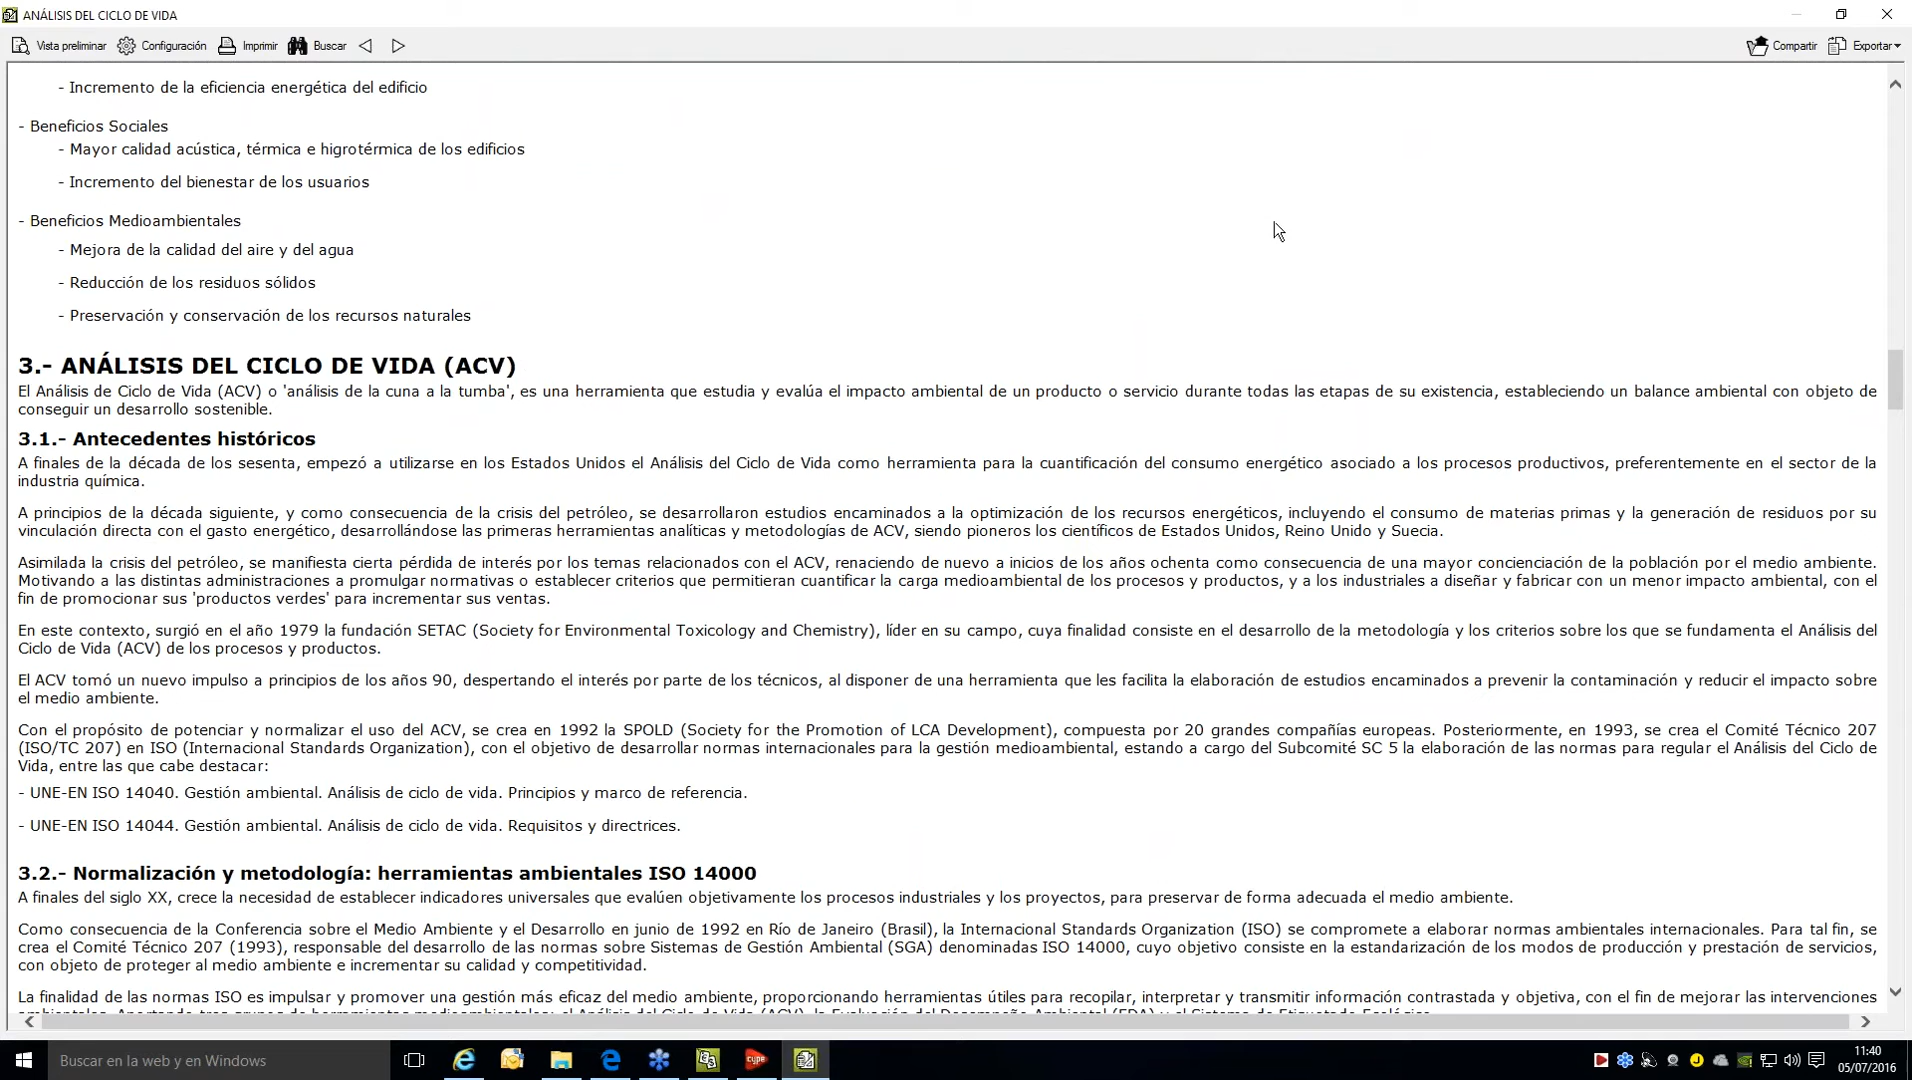 ANÁLISIS DEL CICLO DE VIDA
Vista preliminar Configuración Imprimir Buscar Compartir Exportar
- Incremento de la eficiencia energética del edificio
- Beneficios Sociales
- Mayor calidad acústica, térmica e higrotérmica de los edificios
- Incremento del bienestar de los usuarios
- Beneficios Medioambientales
- Mejora de la calidad del aire y del agua
- Reducción de los residuos sólidos
- Preservación y conservación de los recursos naturales
3.- ANÁLISIS DEL CICLO DE VIDA (ACV)
El Análisis de Ciclo de Vida (ACV) o 'análisis de la cuna a la tumba', es una herramienta que estudia y evalúa el impacto ambiental de un producto o servicio durante todas las etapas de su existencia, estableciendo un balance ambiental con objeto de
conseguir un desarrollo sostenible.
3.1.- Antecedentes históricos
A finales de la década de los sesenta, empezó a utilizarse en los Estados Unidos el Análisis del Ciclo de Vida como herramienta para la cuantificación del consumo energético asociado a los procesos productivos, preferentemente en el sector de la
industria química.
A principios de la década siguiente, y como consecuencia de la crisis del petróleo, se desarrollaron estudios encaminados a la optimización de los recursos energéticos, incluyendo el consumo de materias primas y la generación de residuos por su
vinculación directa con el gasto energético, desarrollándose las primeras herramientas analíticas y metodologías de ACV, siendo pioneros los científicos de Estados Unidos, Reino Unido y Suecia.
Asimilada la crisis del petróleo, se manifiesta cierta pérdida de interés por los temas relacionados con el ACV, renaciendo de nuevo a inicios de los años ochenta como consecuencia de una mayor concienciación de la población por el medio ambiente.
Motivando a las distintas administraciones a promulgar normativas o establecer criterios que permitieran cuantificar la carga medioambiental de los procesos y productos, y a los industriales a diseñar y fabricar con un menor impacto ambiental, con el
fin de promocionar sus 'productos verdes' para incrementar sus ventas.
En este contexto, surgió en el año 1979 la fundación SETAC (Society for Environmental Toxicology and Chemistry), líder en su campo, cuya finalidad consiste en el desarrollo de la metodología y los criterios sobre los que se fundamenta el Análisis del
Ciclo de Vida (ACV) de los procesos y productos.
El ACV tomó un nuevo impulso a principios de los años 90, despertando el interés por parte de los técnicos, al disponer de una herramienta que les facilita la elaboración de estudios encaminados a prevenir la contaminación y reducir el impacto sobre
el medio ambiente.
Con el propósito de potenciar y normalizar el uso del ACV, se crea en 1992 la SPOLD (Society for the Promotion of LCA Development), compuesta por 20 grandes compañías europeas. Posteriormente, en 1993, se crea el Comité Técnico 207
(ISO/TC 207) en ISO (Internacional Standards Organization), con el objetivo de desarrollar normas internacionales para la gestión medioambiental, estando a cargo del Subcomité SC 5 la elaboración de las normas para regular el Análisis del Ciclo de
Vida, entre las que cabe destacar:
- UNE-EN ISO 14040. Gestión ambiental. Análisis de ciclo de vida. Principios y marco de referencia.
- UNE-EN ISO 14044. Gestión ambiental. Análisis de ciclo de vida. Requisitos y directrices.
3.2.- Normalización y metodología: herramientas ambientales ISO 14000
A finales del siglo XX, crece la necesidad de establecer indicadores universales que evalúen objetivamente los procesos industriales y los proyectos, para preservar de forma adecuada el medio ambiente.
Como consecuencia de la Conferencia sobre el Medio Ambiente y el Desarrollo en junio de 1992 en Río de Janeiro (Brasil), la Internacional Standards Organization (ISO) se compromete a elaborar normas ambientales internacionales. Para tal fin, se
crea el Comité Técnico 207 (1993), responsable del desarrollo de las normas sobre Sistemas de Gestión Ambiental (SGA) denominadas ISO 14000, cuyo objetivo consiste en la estandarización de los modos de producción y prestación de servicios,
con objeto de proteger al medio ambiente e incrementar su calidad y competitividad.
La finalidad de las normas ISO es impulsar y promover una gestión más eficaz del medio ambiente, proporcionando herramientas útiles para recopilar, interpretar y transmitir información contrastada y objetiva, con el fin de mejorar las intervenciones
ambientales. Aportando tres grupos de herramientas medioambientales: el Análisis del Ciclo de Vida (ACV), la Evaluación del Desempeño Ambiental (EDA) y el Sistema de Etiquetado Ecológico.
Buscar en la web y en Windows
cype
11:40
05/07/2016